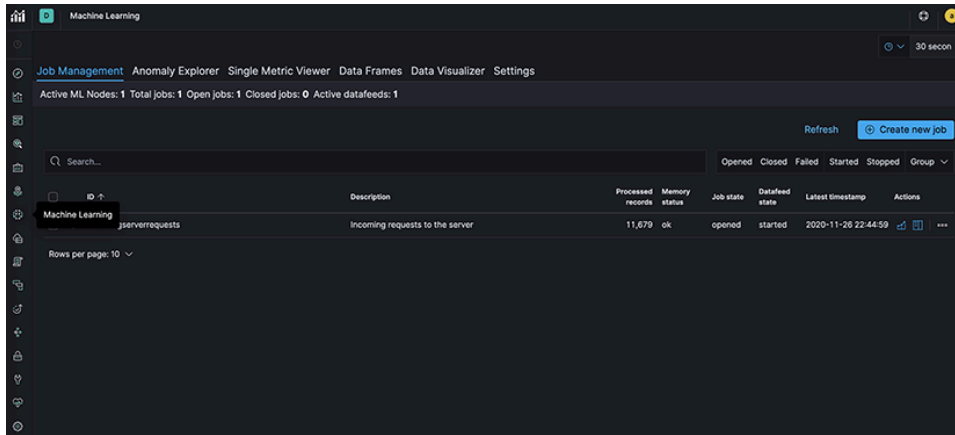 D Machine Learning a
30 secon
Job Management Anomaly Explorer Single Metric Viewer Data Frames Data Visualizer Settings
Active ML Nodes: 1 Total jobs: 1 Open jobs: 1 Closed jobs: 0 Active datafeeds: 1
Refresh Create new job
Search... Opened Closed Failed Started Stopped Group
ID Description Processed records Memory status Job state Datafeed state Latest timestamp Actions
Machine Learning
gserverrequests Incoming requests to the server 11,679 ok opened started 2020-11-26 22:44:59
Rows per page: 10